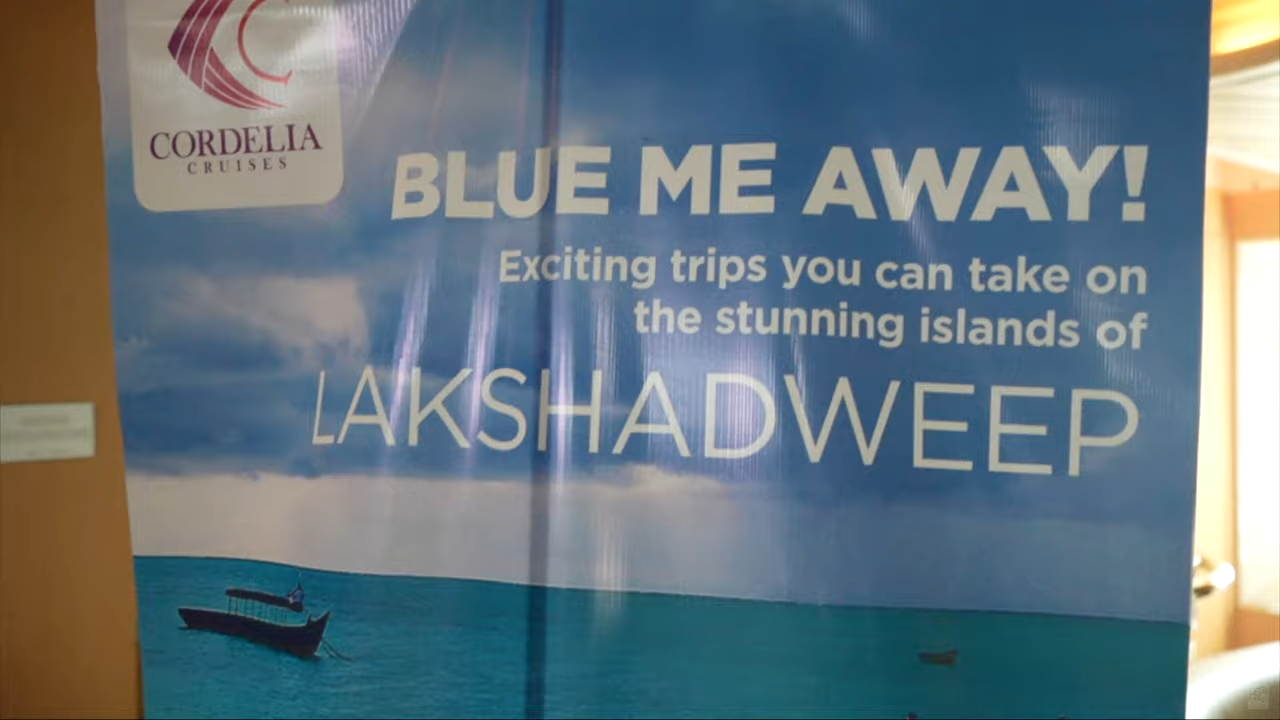 CORDELIA
CRUISES
BLUE ME AWAY!
Exciting trips you can take on
the stunning islands of
LAKSHADWEEP